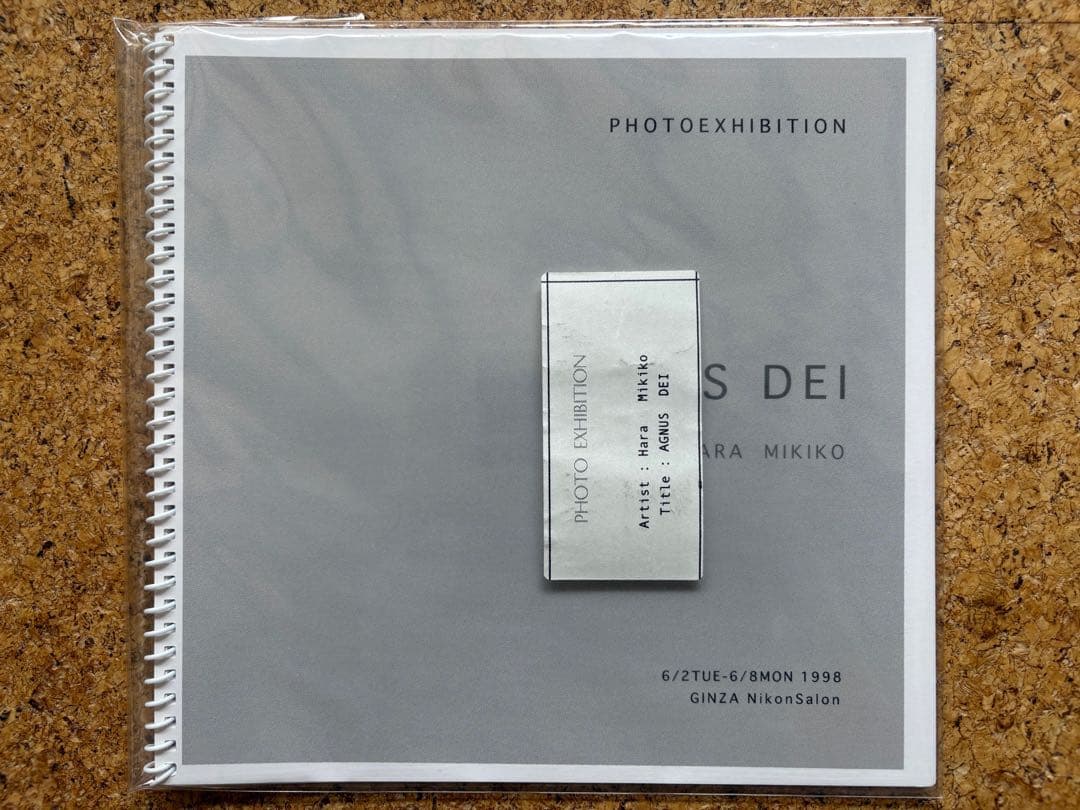 PHOTOEXHIBITION
S DEI
ARA MIKIKO
PHOTO EXHIBITION
Artist : Hara Mikiko
Title : AGNUS DEI
6/2TUE-6/8MON 1998
GINZA NikonSalon